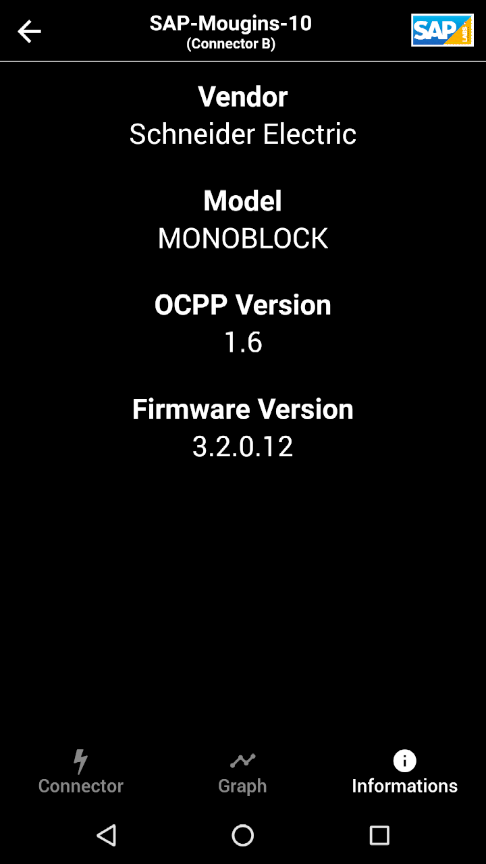 SAP-Mougins-10
(Connector B)
SAP
Vendor
Schneider Electric
Model
MONOBLOCK
OCPP Version
1.6
Firmware Version
3.2.0.12
Connector
Graph
Informations